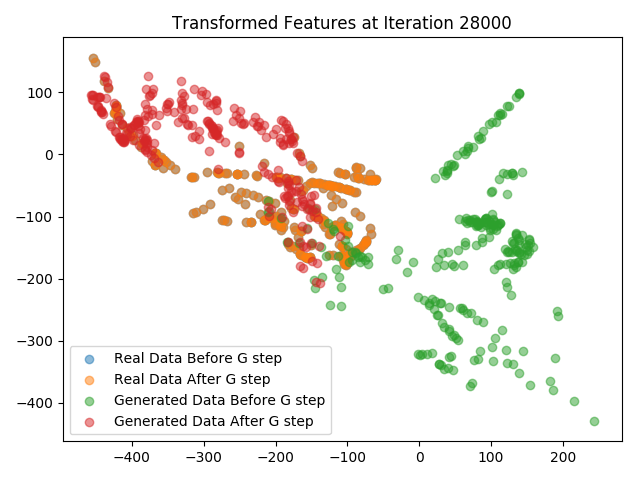 Transformed Features at Iteration 28000
100
0
−100
−200
−300
−400
Real Data Before G step
Real Data After G step
Generated Data Before G step
Generated Data After G step
−400 −300 −200 −100 0 100 200